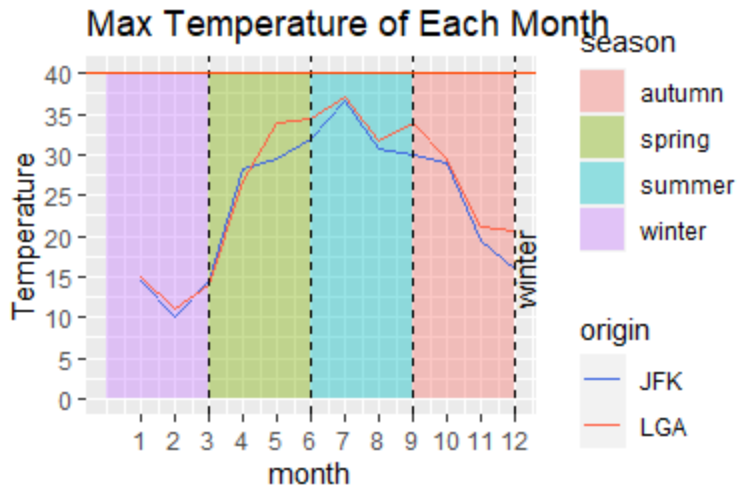 Max Temperature of Each Month
season
autumn
spring
summer
winter
origin
JFK
LGA
Temperature
40
35
30
25
20
15
10
5
0
winter
1 2 3 4 5 6 7 8 9 10 11 12
month